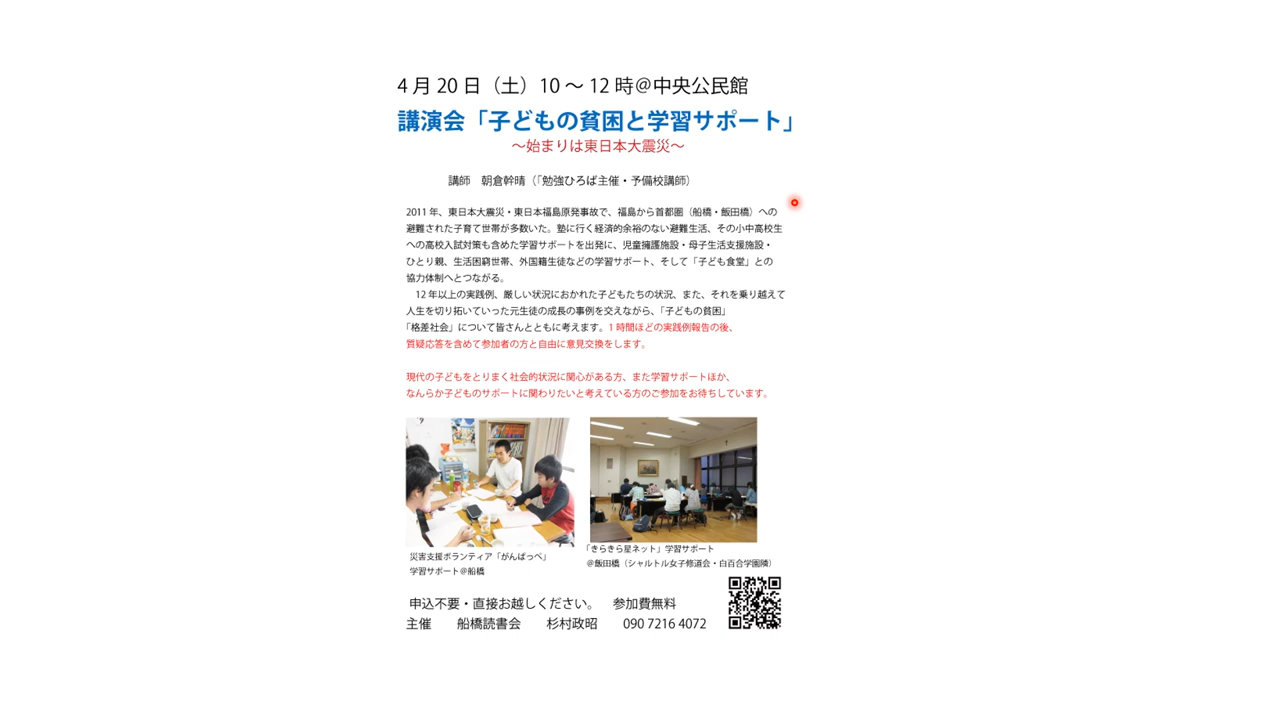 4月20日（土）10～12時＠中央公民館
講演会「子どもの貧困と学習サポート」
～始まりは東日本大震災～
講師　朝倉幹晴（「勉強ひろば主催・予備校講師）
2011年、東日本大震災・東日本福島原発事故で、福島から首都圏（船橋・飯田橋）への
避難された子育て世帯が多数いた。塾に行く経済的余裕のない避難生活、その小中高校生
への高校入試対策も含めた学習サポートを出発に、児童擁護施設・母子生活支援施設・
ひとり親、生活困窮世帯、外国籍生徒などの学習サポート、そして「子ども食堂」との
協力体制へとつながる。
12年以上の実践例、厳しい状況におかれた子どもたちの状況、また、それを乗り越えて
人生を切り拓いていった元生徒の成長の事例を交えながら、「子どもの貧困」
「格差社会」について皆さんとともに考えます。1時間ほどの実践例報告の後、
質疑応答を含めて参加者の方と自由に意見交換をします。
現代の子どもをとりまく社会的状況に関心がある方、また学習サポートほか、
なんらか子どものサポートに関わりたいと考えている方のご参加をお待ちしています。
災害支援ボランティア「がんばっぺ」
学習サポート＠船橋
「きらきら星ネット」学習サポート
＠飯田橋（シャルトル女子修道会・白百合学園隣）
申込不要・直接お越しください。　参加費無料
主催　船橋読書会　杉村政昭　090 7216 4072